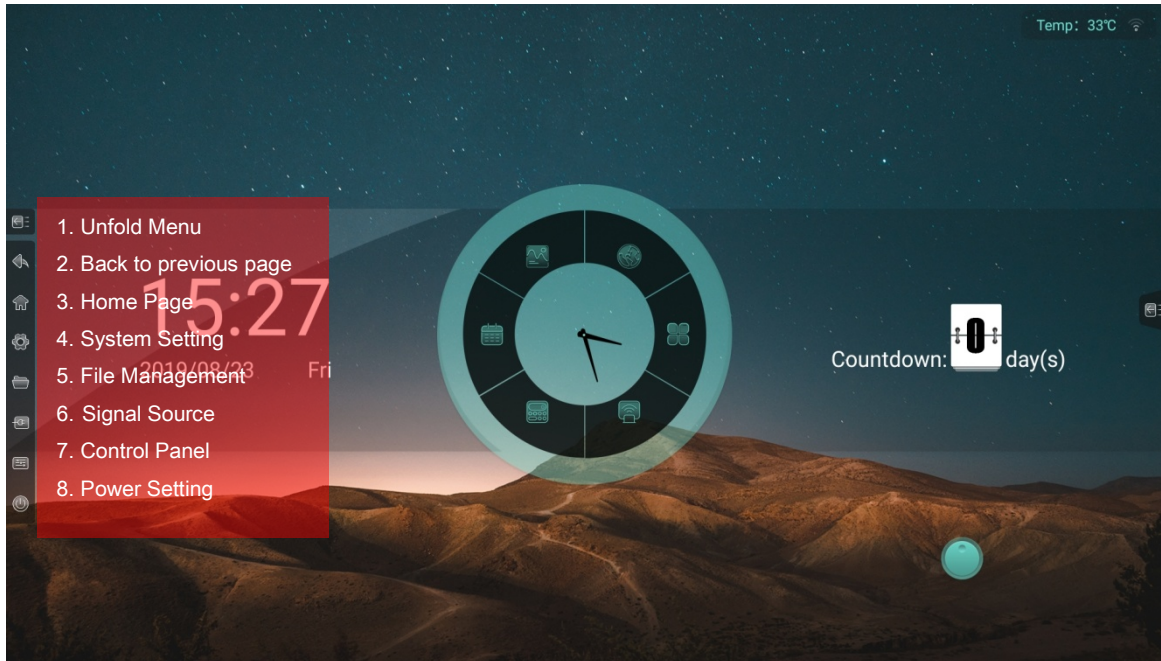 Temp: 33℃
1. Unfold Menu
2. Back to previous page
3. Home Page
15:27
4. System Setting
5. File Management
2019/08/23 Fri
6. Signal Source
7. Control Panel
8. Power Setting
Countdown: 0 day(s)